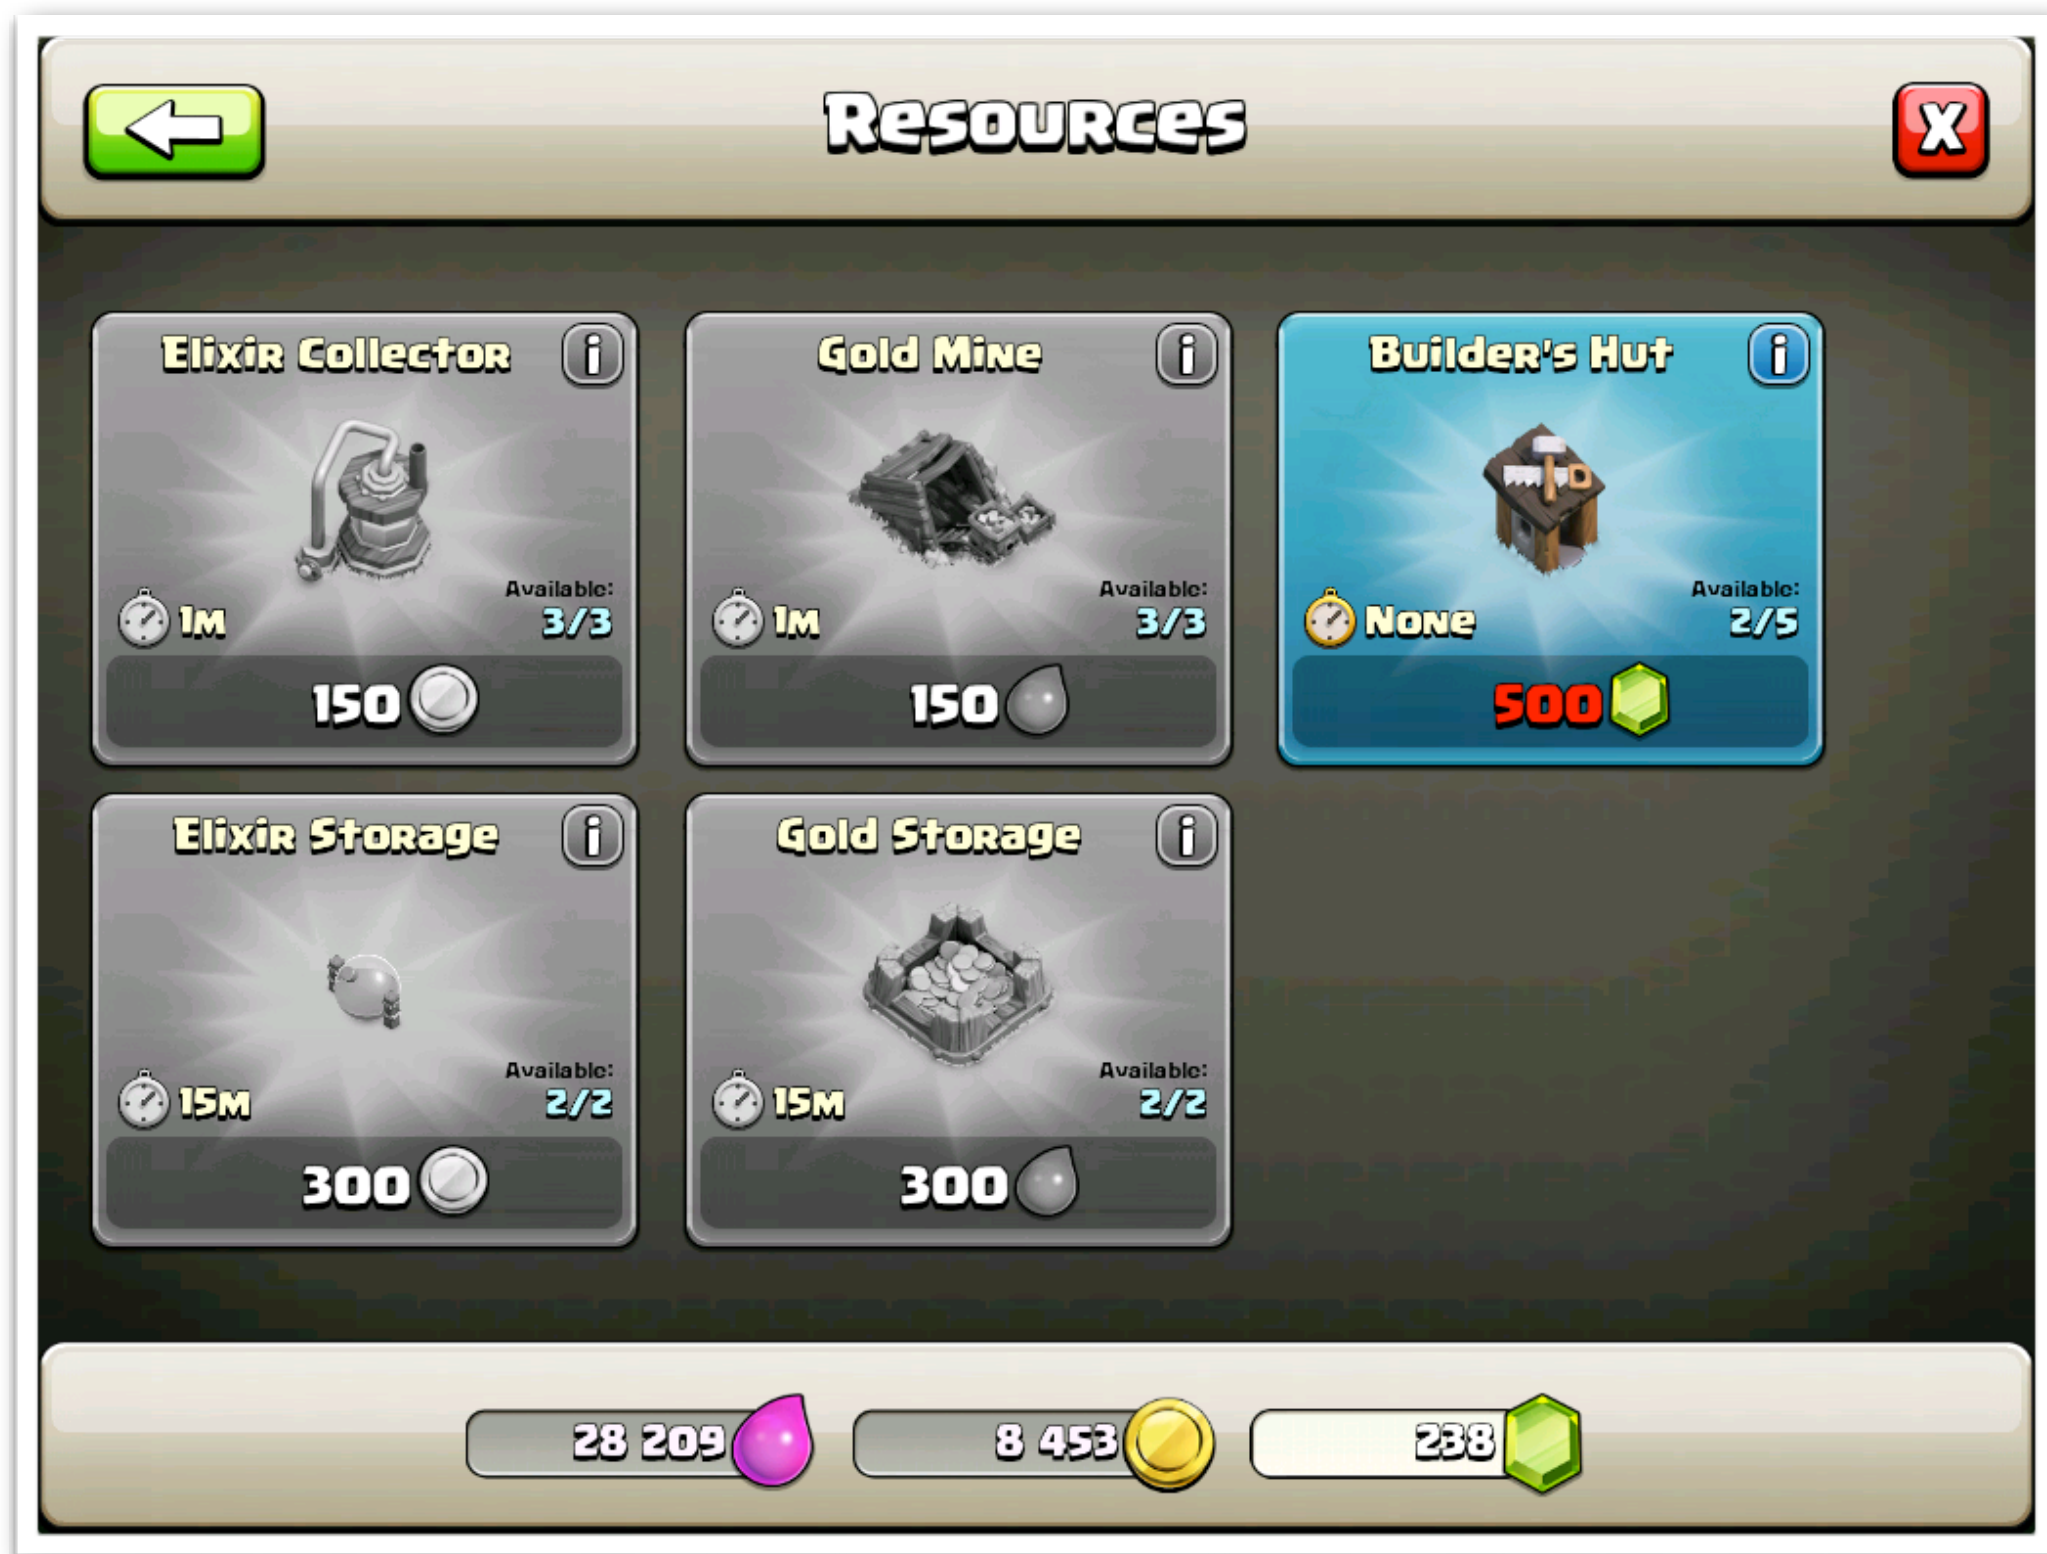 Resources
X
Elixir Collector
i
Available:
1m
3/3
150
Gold Mine
i
Available:
1m
3/3
150
Builder's Hut
i
Available:
None
2/5
500
Elixir Storage
i
Available:
15m
2/2
300
Gold Storage
i
Available:
15m
2/2
300
28 209
8 453
238